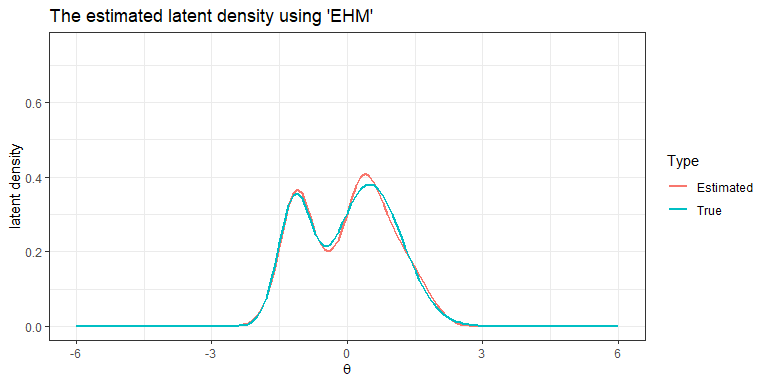 The estimated latent density using 'EHM'
latent density
0.6
0.4
0.2
0.0
-6
-3
0
3
6
θ
Type
Estimated
True